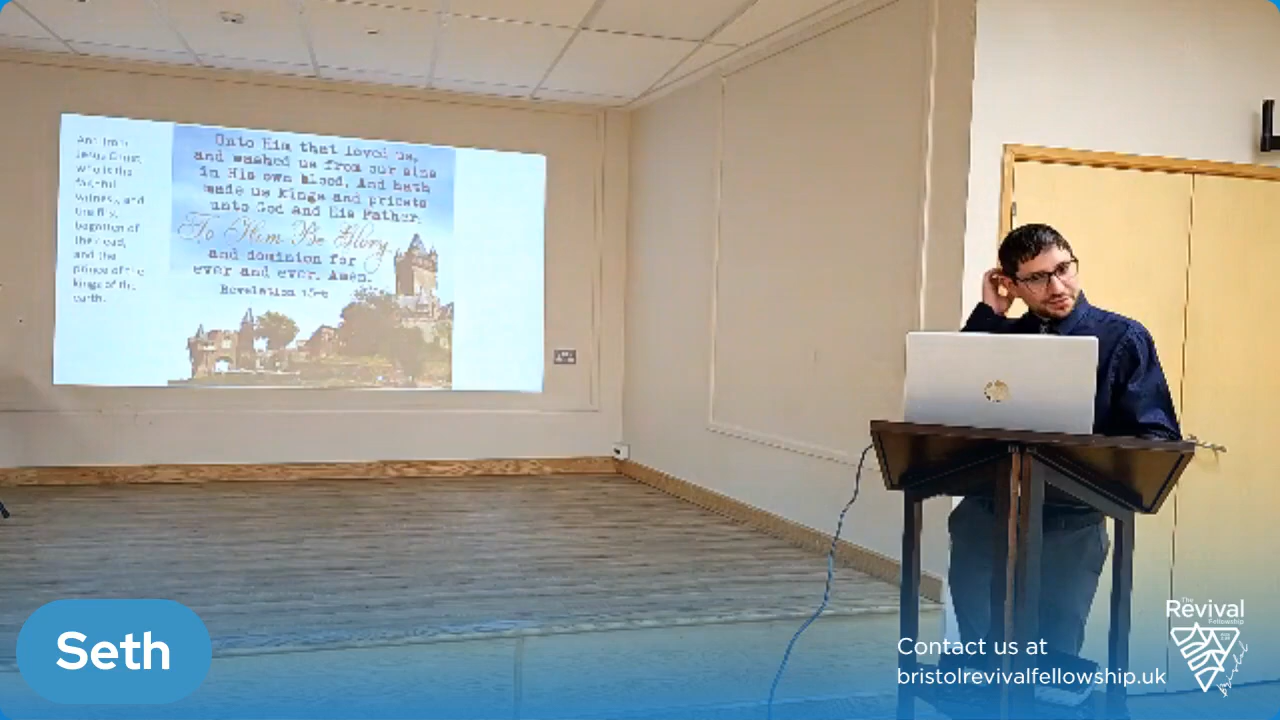 And from
Jesus Christ,
who is the
faithful
witness, and
the first
begotten of
the dead,
and the
prince of the
kings of the
earth.
Unto Him that loved us,
and washed us from our sins
in His own blood, And hath
made us kings and priests
unto God And His Father;
To Him Be Glory
and dominion for
ever and ever. Amen.
Revelation 1:5-6
Seth
Contact us at
bristolrevivalfellowship.uk
The
Revival
Fellowship
bristol